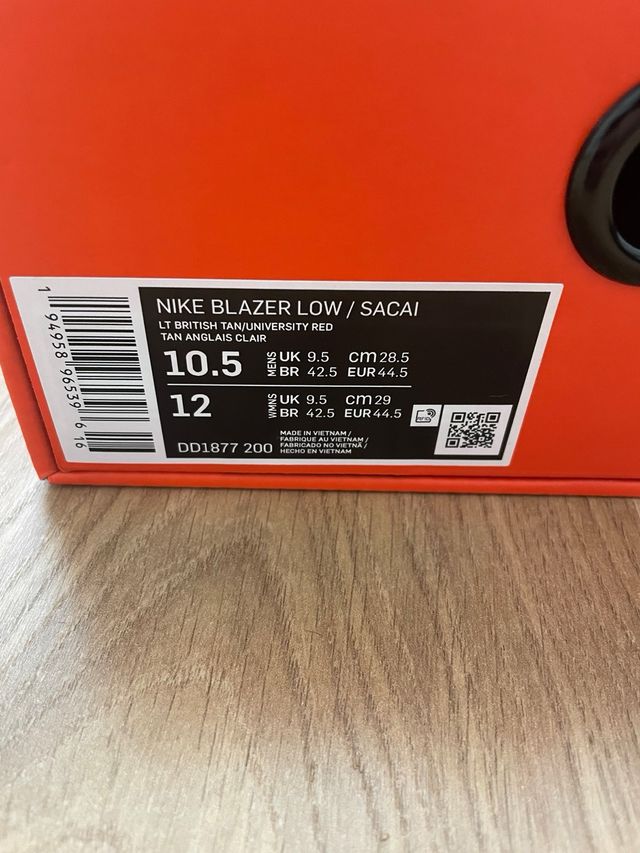 1 94958 96539 6 16
NIKE BLAZER LOW / SACAI
LT BRITISH TAN/UNIVERSITY RED
TAN ANGLAIS CLAIR
10.5 MENS UK 9.5 cm 28.5
BR 42.5 EUR 44.5
12 W/MNS UK 9.5 cm 29
BR 42.5 EUR 44.5
RFID
DD1877 200
MADE IN VIETNAM /
FABRIQUE AU VIETNAM /
FABRICADO NO VIETNÃ /
HECHO EN VIETNAM